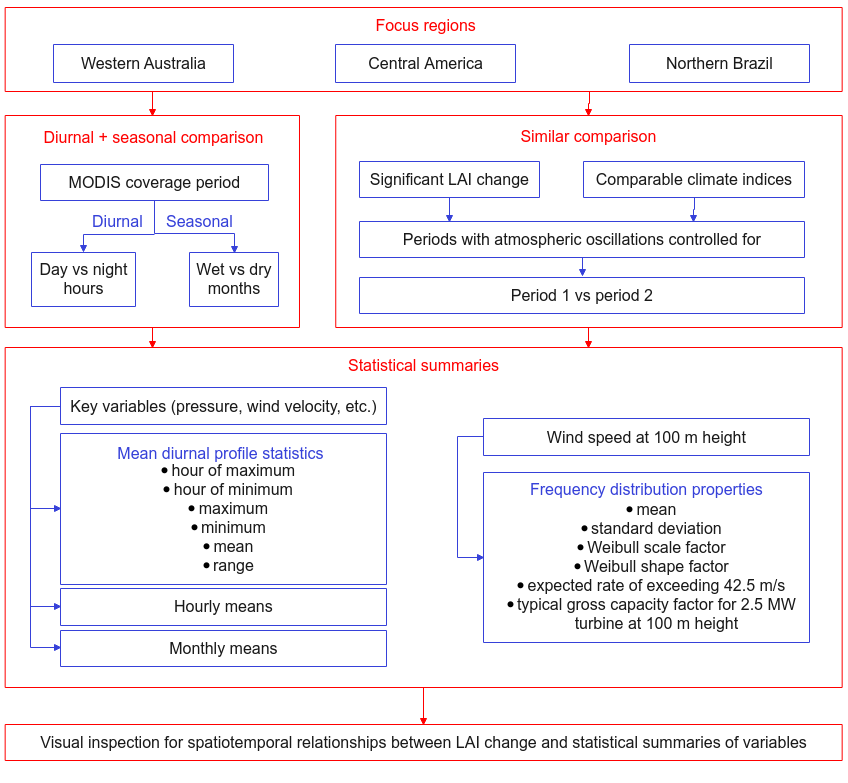 Focus regions
Western Australia
Central America
Northern Brazil
Diurnal + seasonal comparison
MODIS coverage period
Diurnal
Seasonal
Day vs night
hours
Wet vs dry
months
Similar comparison
Significant LAI change
Comparable climate indices
Periods with atmospheric oscillations controlled for
Period 1 vs period 2
Statistical summaries
Key variables (pressure, wind velocity, etc.)
Mean diurnal profile statistics
• hour of maximum
• hour of minimum
• maximum
• minimum
• mean
• range
Hourly means
Monthly means
Wind speed at 100 m height
Frequency distribution properties
• mean
• standard deviation
• Weibull scale factor
• Weibull shape factor
• expected rate of exceeding 42.5 m/s
• typical gross capacity factor for 2.5 MW
turbine at 100 m height
Visual inspection for spatiotemporal relationships between LAI change and statistical summaries of variables